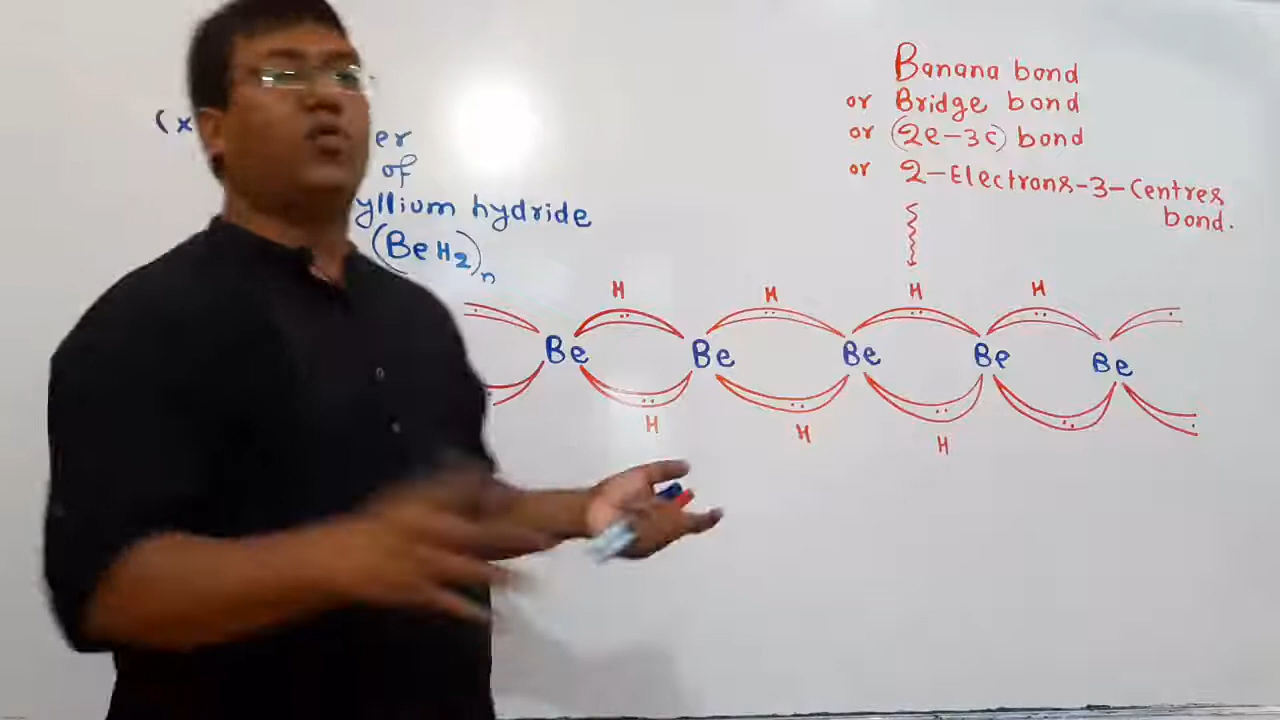 (x
er
of
yllium hydride
(BeH2)n
Banana bond
or Bridge bond
or (2e-3c) bond
or 2-Electrons-3-Centres
bond.
H H H H
Be Be Be Be Be
H H H